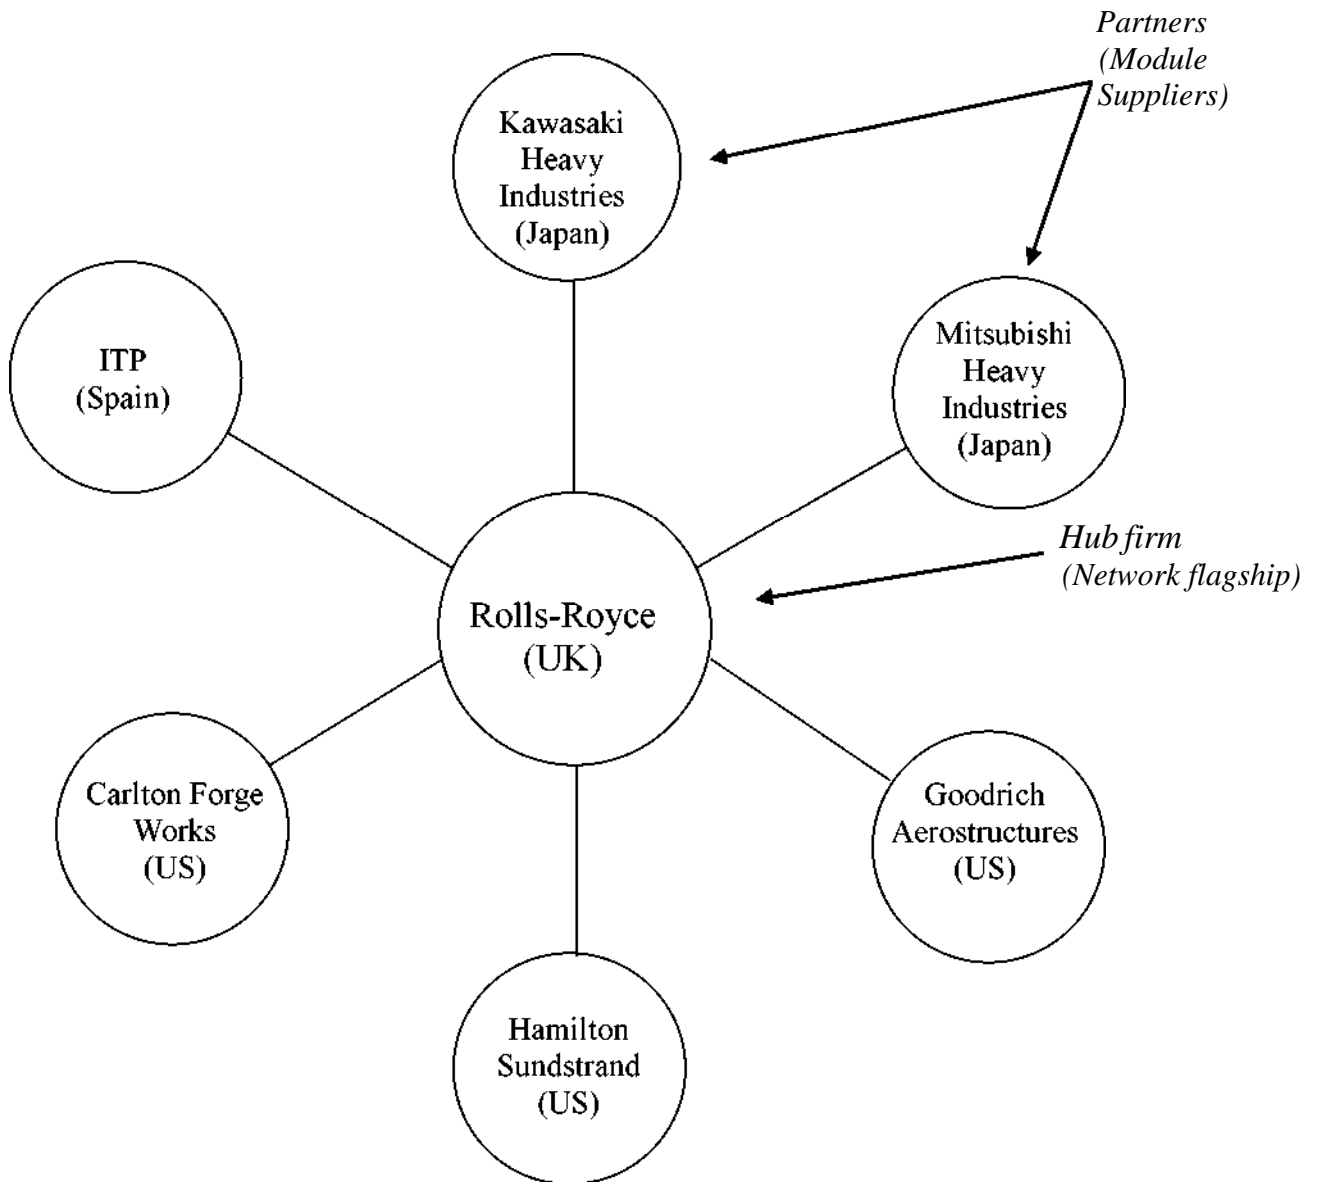 Partners
(Module
Suppliers)
Kawasaki
Heavy
Industries
(Japan)
ITP
(Spain)
Mitsubishi
Heavy
Industries
(Japan)
Hub firm
(Network flagship)
Rolls-Royce
(UK)
Carlton Forge
Works
(US)
Goodrich
Aerostructures
(US)
Hamilton
Sundstrand
(US)